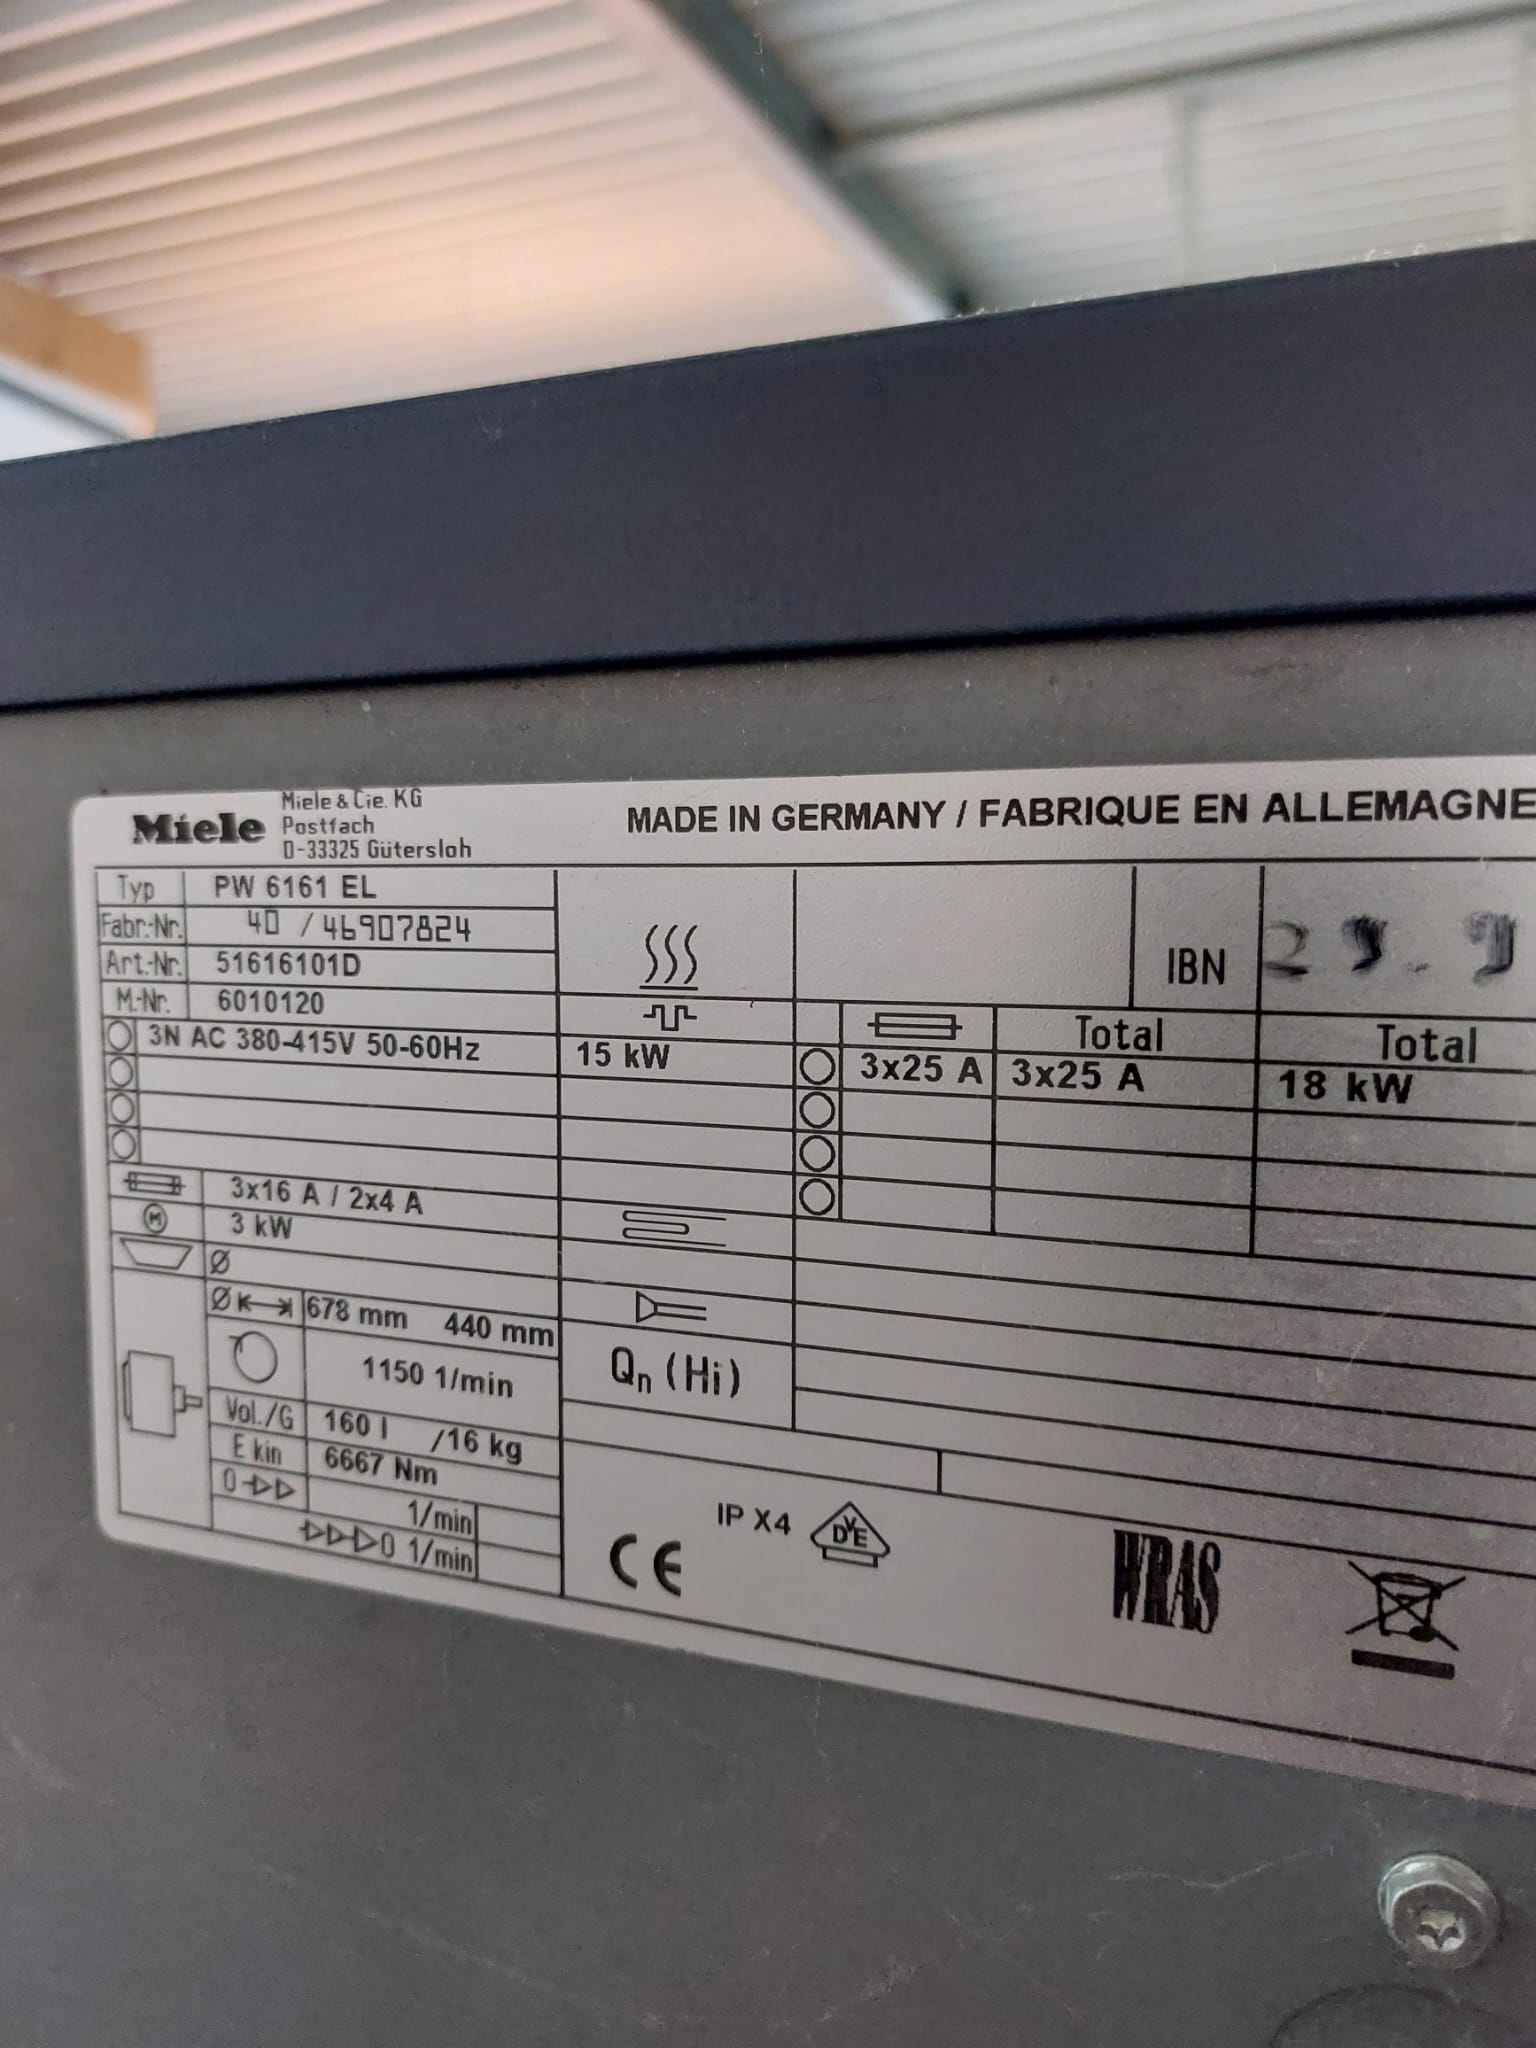 Miele
Miele & Cie. KG
Postfach
D-33325 Gütersloh
MADE IN GERMANY / FABRIQUE EN ALLEMAGNE
Typ PW 6161 EL
Fabr.-Nr. 40 / 46907824
Art.-Nr. 51616101D
M.-Nr. 6010120
IBN
3N AC 380-415V 50-60Hz 15 kW
Total Total
3x25 A 3x25 A 18 kW
3x16 A / 2x4 A
M 3 kW
Ø
Ø 678 mm 440 mm
1150 1/min
Vol./G 160 l /16 kg
E kin 6667 Nm
0 1/min
0 1/min
Qn (Hi)
CE IP X4 DVE WRAS